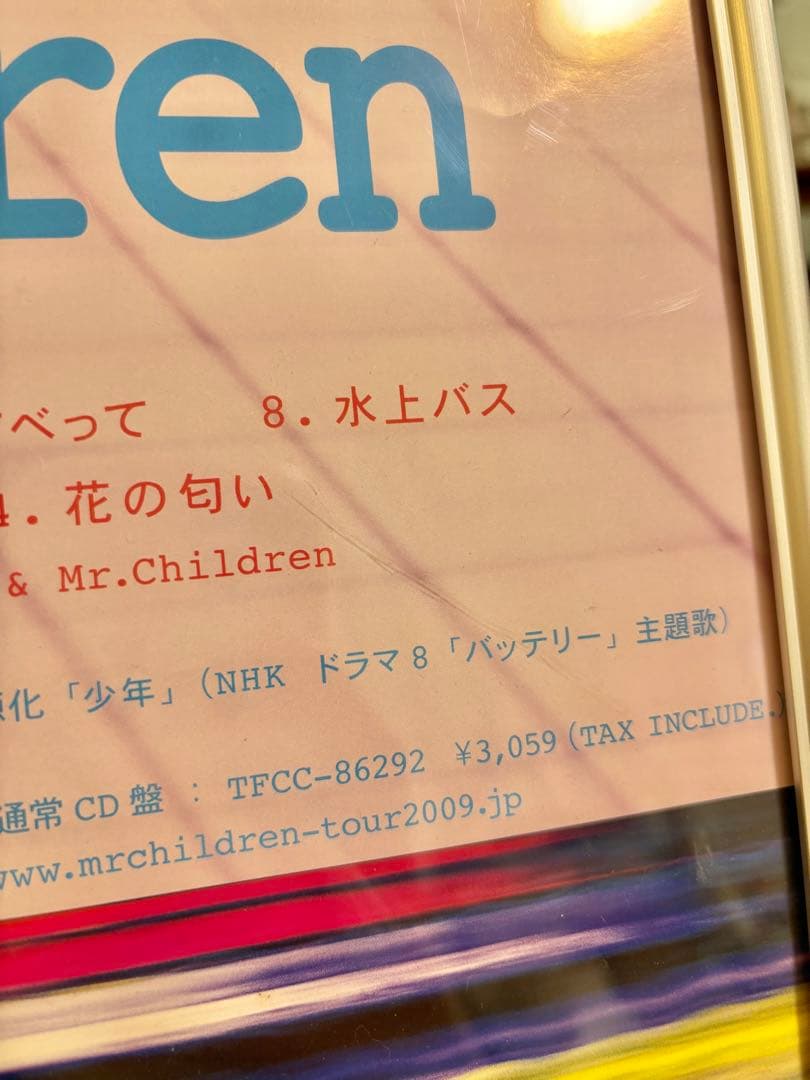 ren
べって 8. 水上バス
4. 花の匂い
& Mr.Children
化「少年」(NHK ドラマ8「バッテリー」主題歌)
通常CD盤 : TFCC-86292 ¥3,059(TAX INCLUDE.)
www.mrchildren-tour2009.jp